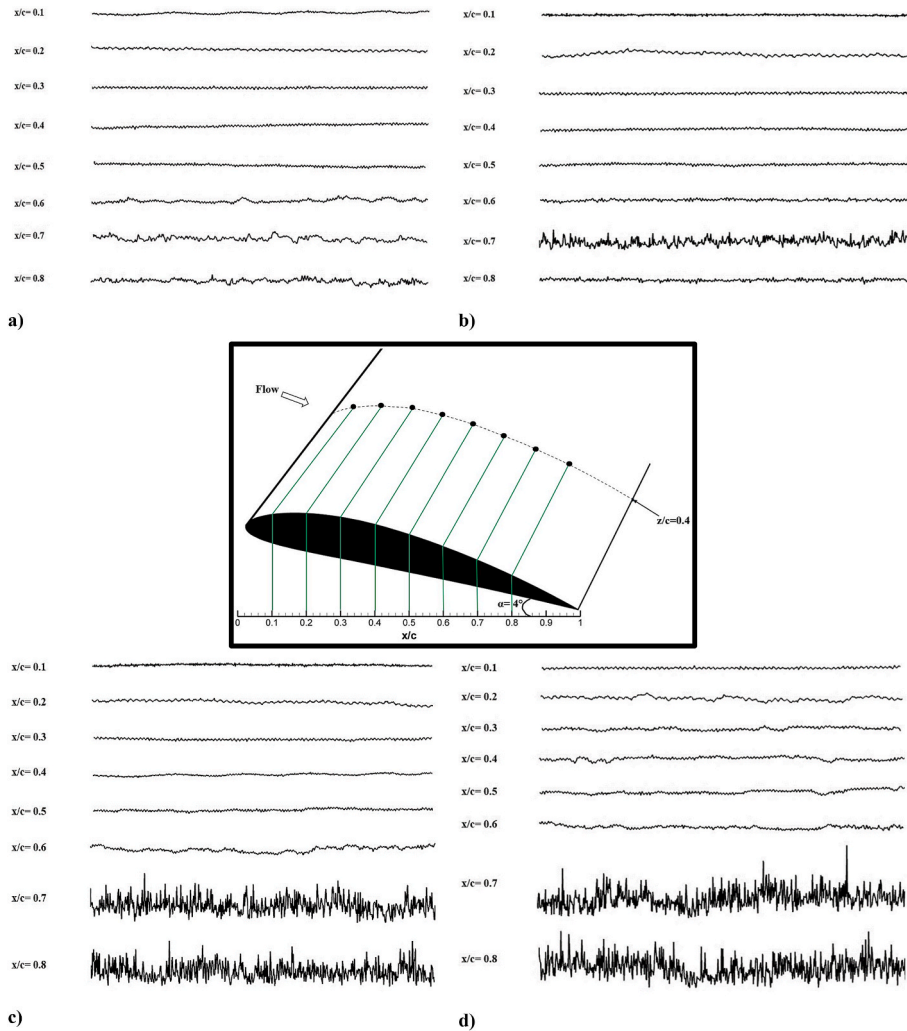 x/c= 0.1
x/c= 0.2
x/c= 0.3
x/c= 0.4
x/c= 0.5
x/c= 0.6
x/c= 0.7
x/c= 0.8
a)
x/c= 0.1
x/c= 0.2
x/c= 0.3
x/c= 0.4
x/c= 0.5
x/c= 0.6
x/c= 0.7
x/c= 0.8
b)
Flow
z/c=0.4
α= 4°
0 0.1 0.2 0.3 0.4 0.5 0.6 0.7 0.8 0.9 1
x/c
x/c= 0.1
x/c= 0.2
x/c= 0.3
x/c= 0.4
x/c= 0.5
x/c= 0.6
x/c= 0.7
x/c= 0.8
c)
x/c= 0.1
x/c= 0.2
x/c= 0.3
x/c= 0.4
x/c= 0.5
x/c= 0.6
x/c= 0.7
x/c= 0.8
d)